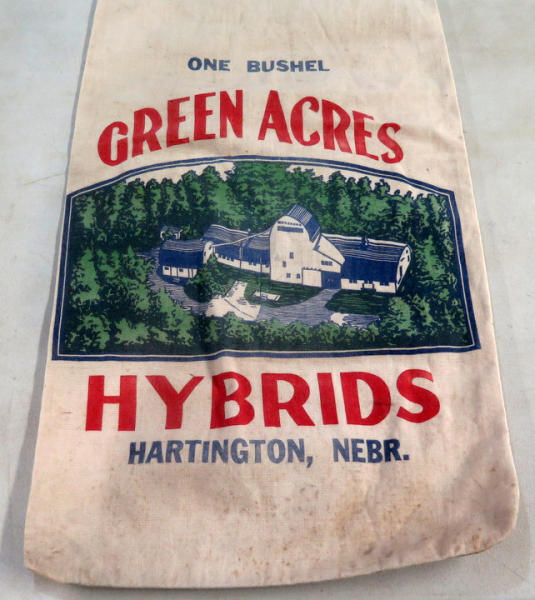 ONE BUSHEL
GREEN ACRES
HYBRIDS
HARTINGTON, NEBR.